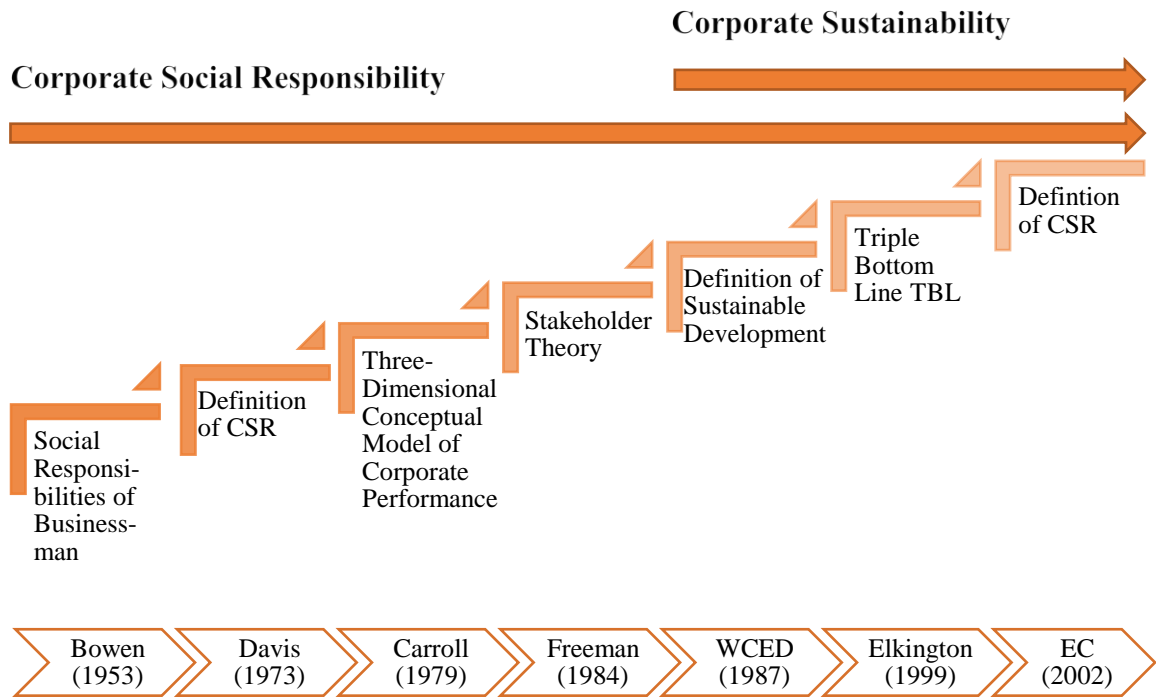 Corporate Sustainability
Corporate Social Responsibility
Social
Responsi-
bilities of
Business-
man
Definition
of CSR
Three-
Dimensional
Conceptual
Model of
Corporate
Performance
Stakeholder
Theory
Definition of
Sustainable
Development
Triple
Bottom
Line TBL
Defintion
of CSR
Bowen
(1953)
Davis
(1973)
Carroll
(1979)
Freeman
(1984)
WCED
(1987)
Elkington
(1999)
EC
(2002)